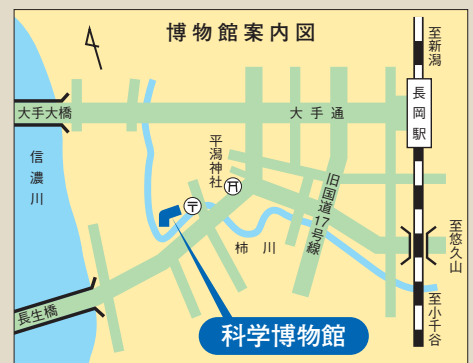 博物館案内図
至新潟
長岡駅
大手大橋
大手通
信濃川
平潟神社
〒
旧国道17号線
柿川
至悠久山
長生橋
至小千谷
科学博物館